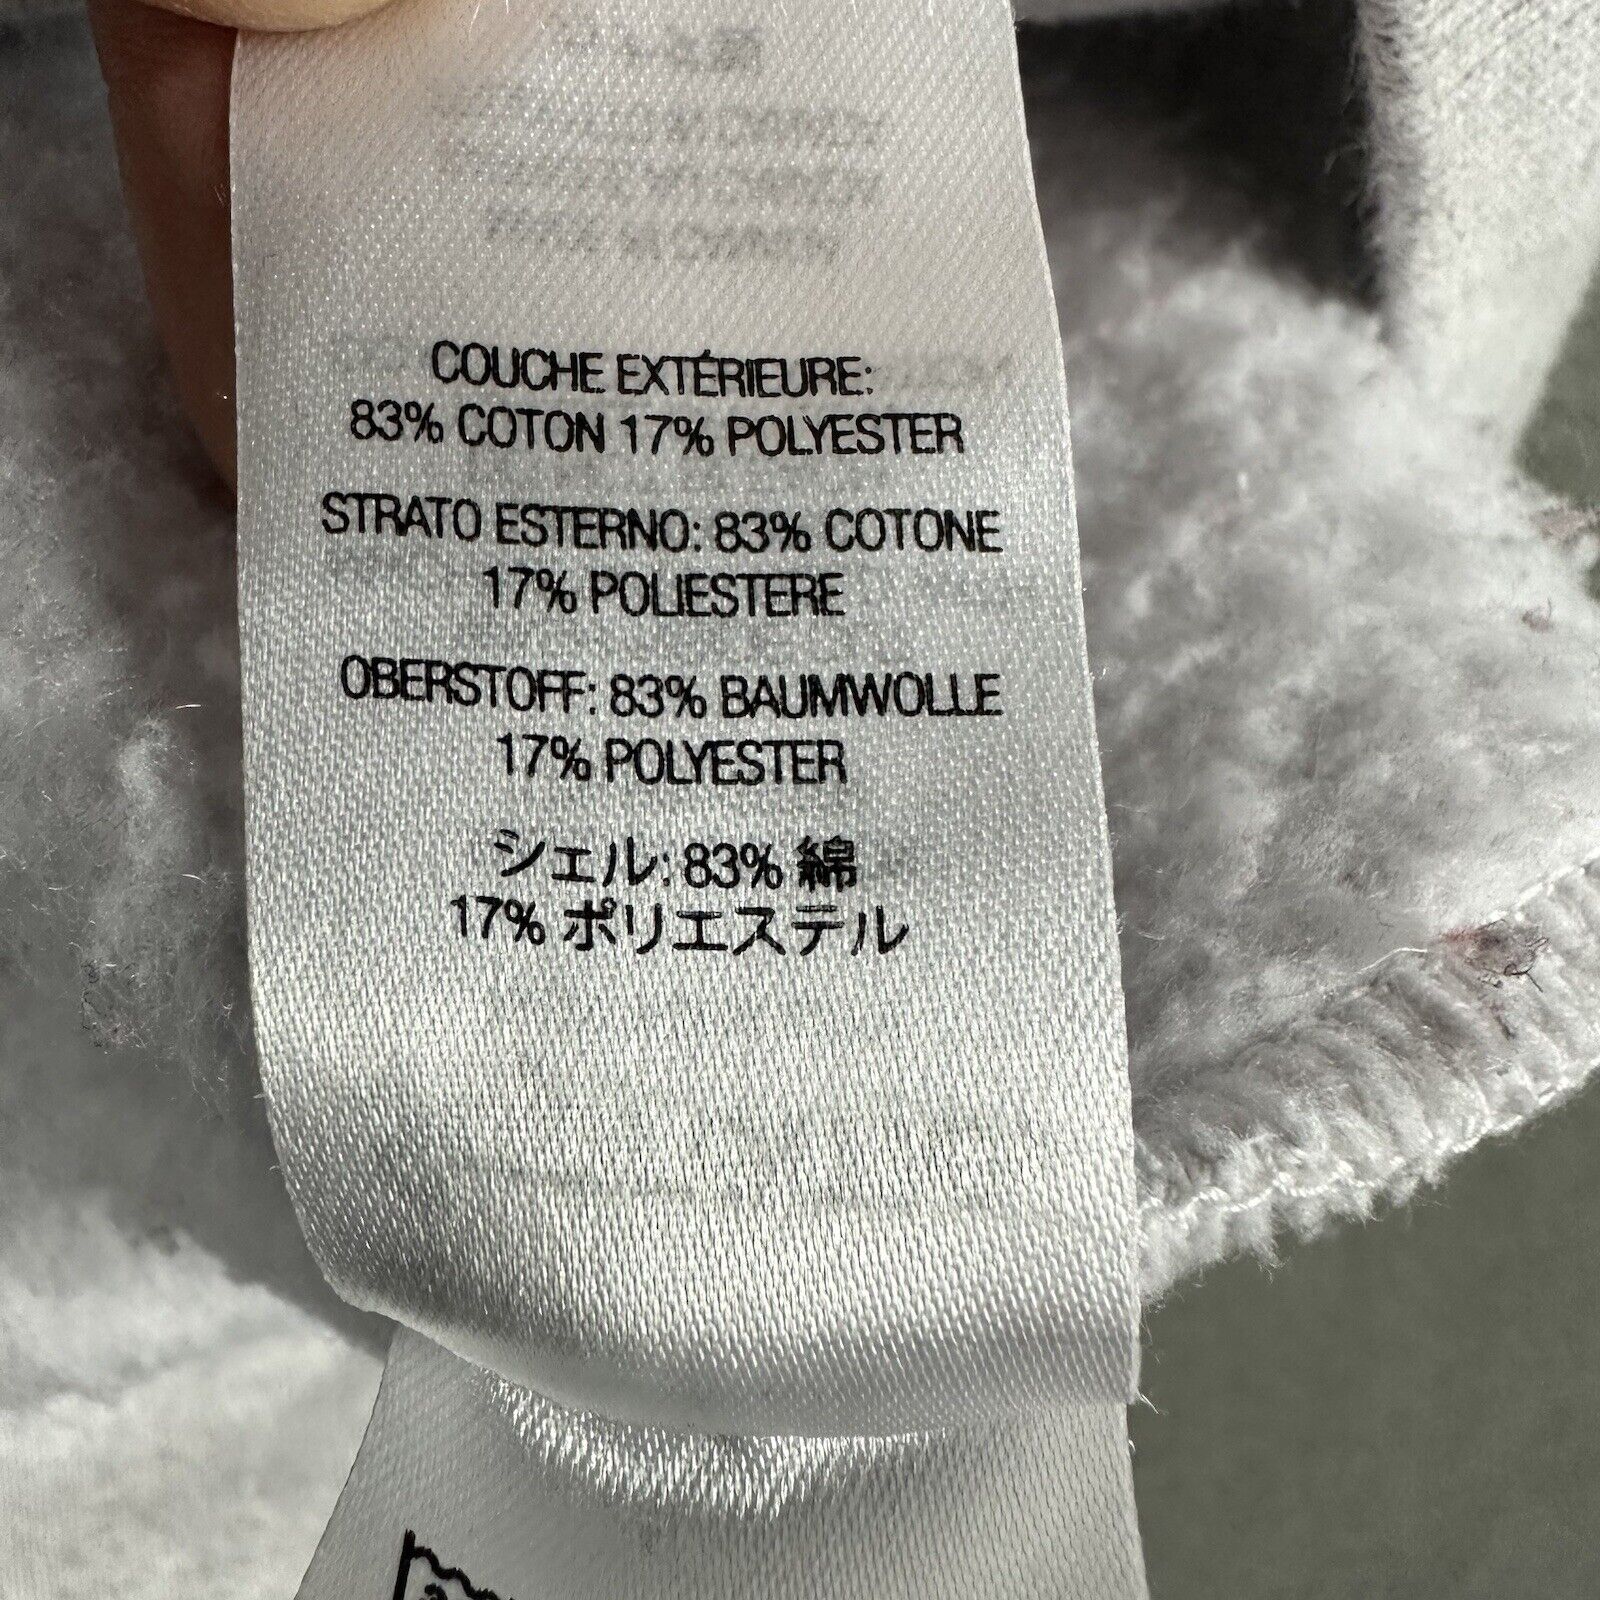 COUCHE EXTÉRIEURE:
83% COTON 17% POLYESTER
STRATO ESTERNO: 83% COTONE
17% POLIESTERE
OBERSTOFF: 83% BAUMWOLLE
17% POLYESTER
シェル: 83% 綿
17% ポリエステル